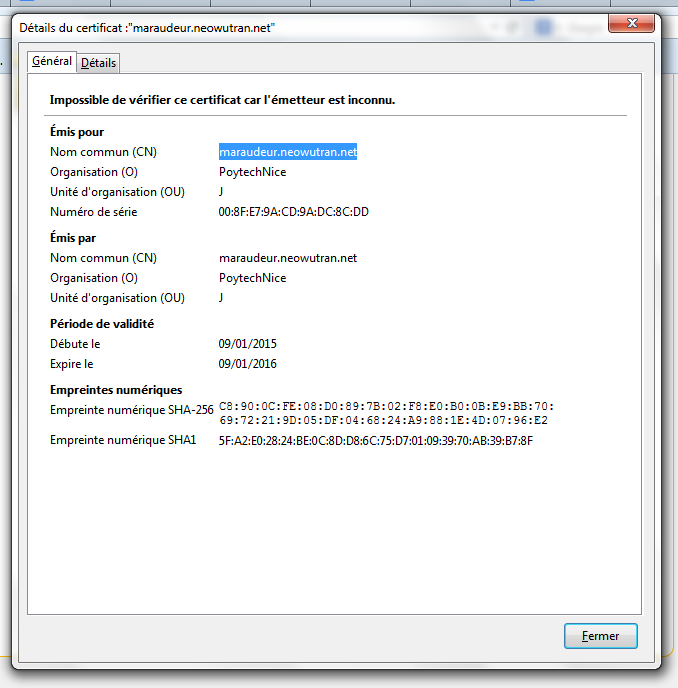 Détails du certificat :"maraudeur.neowutran.net"
Général Détails
Impossible de vérifier ce certificat car l'émetteur est inconnu.
Émis pour
Nom commun (CN) maraudeur.neowutran.net
Organisation (O) PoytechNice
Unité d'organisation (OU) J
Numéro de série 00:8F:E7:9A:CD:9A:DC:8C:DD
Émis par
Nom commun (CN) maraudeur.neowutran.net
Organisation (O) PoytechNice
Unité d'organisation (OU) J
Période de validité
Débute le 09/01/2015
Expire le 09/01/2016
Empreintes numériques
Empreinte numérique SHA-256 C8:90:0C:FE:08:D0:89:7B:02:F8:E0:B0:0B:E9:BB:70:
69:72:21:9D:05:DF:04:68:24:A9:88:1E:4D:07:96:E2
Empreinte numérique SHA1 5F:A2:E0:28:24:BE:0C:8D:D8:6C:75:D7:01:09:39:70:AB:39:B7:8F
Fermer